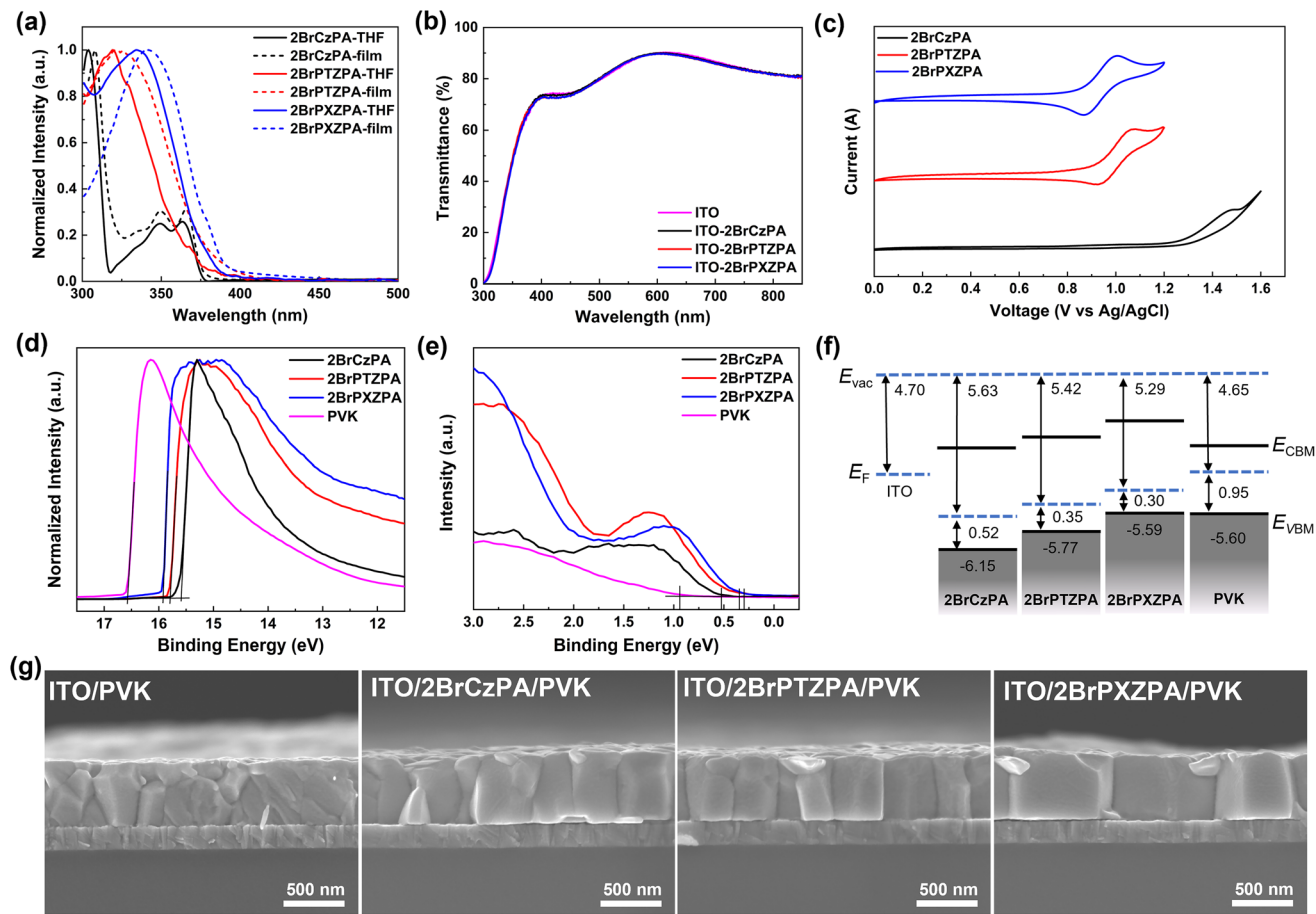 (a)
2BrCzPA-THF
2BrCzPA-film
2BrPTZPA-THF
2BrPTZPA-film
2BrPXZPA-THF
2BrPXZPA-film
Normalized Intensity (a.u.)
1.0
0.8
0.6
0.4
0.2
0.0
300 350 400 450 500
Wavelength (nm)
(b)
Transmittance (%)
100
80
60
40
20
0
ITO
ITO-2BrCzPA
ITO-2BrPTZPA
ITO-2BrPXZPA
300 400 500 600 700 800
Wavelength (nm)
(c)
2BrCzPA
2BrPTZPA
2BrPXZPA
Current (A)
0.0 0.2 0.4 0.6 0.8 1.0 1.2 1.4 1.6
Voltage (V vs Ag/AgCl)
(d)
2BrCzPA
2BrPTZPA
2BrPXZPA
PVK
Normalized Intensity (a.u.)
17 16 15 14 13 12
Binding Energy (eV)
(e)
2BrCzPA
2BrPTZPA
2BrPXZPA
PVK
Intensity (a.u.)
3.0 2.5 2.0 1.5 1.0 0.5 0.0
Binding Energy (eV)
(f)
Evac
4.70 5.63 5.42 5.29 4.65
ECBM
EF
ITO
0.52 0.35 0.30 0.95
EVBM
-6.15 -5.77 -5.59 -5.60
2BrCzPA 2BrPTZPA 2BrPXZPA PVK
(g)
ITO/PVK
500 nm
ITO/2BrCzPA/PVK
500 nm
ITO/2BrPTZPA/PVK
500 nm
ITO/2BrPXZPA/PVK
500 nm